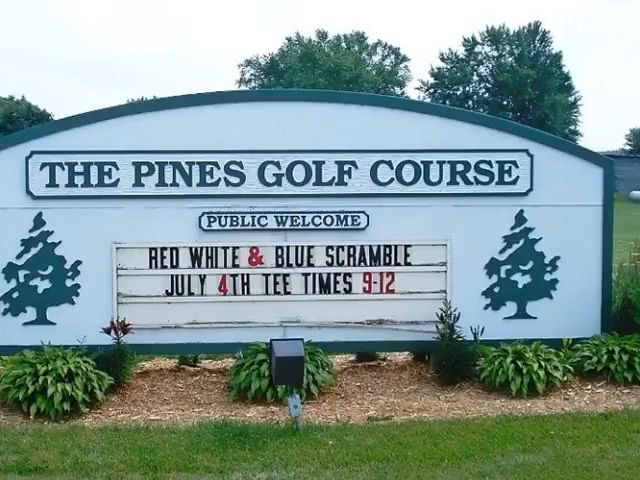 THE PINES GOLF COURSE
PUBLIC WELCOME
RED WHITE & BLUE SCRAMBLE
JULY 4TH TEE TIMES 9-12